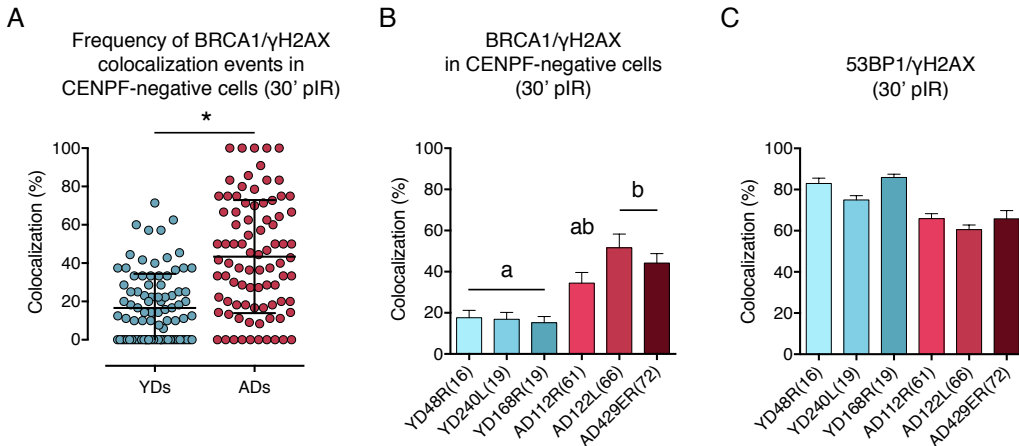 A
Frequency of BRCA1/γH2AX
colocalization events in
CENPF-negative cells (30' pIR)
*
Colocalization (%)
100
80
60
40
20
0
YDs
ADs
B
BRCA1/γH2AX
in CENPF-negative cells
(30' pIR)
Colocalization (%)
100
80
60
40
20
0
a
ab
b
YD48R(16)
YD240L(19)
YD168R(19)
AD112R(61)
AD122L(66)
AD429ER(72)
C
53BP1/γH2AX
(30' pIR)
Colocalization (%)
100
80
60
40
20
0
YD48R(16)
YD240L(19)
YD168R(19)
AD112R(61)
AD122L(66)
AD429ER(72)